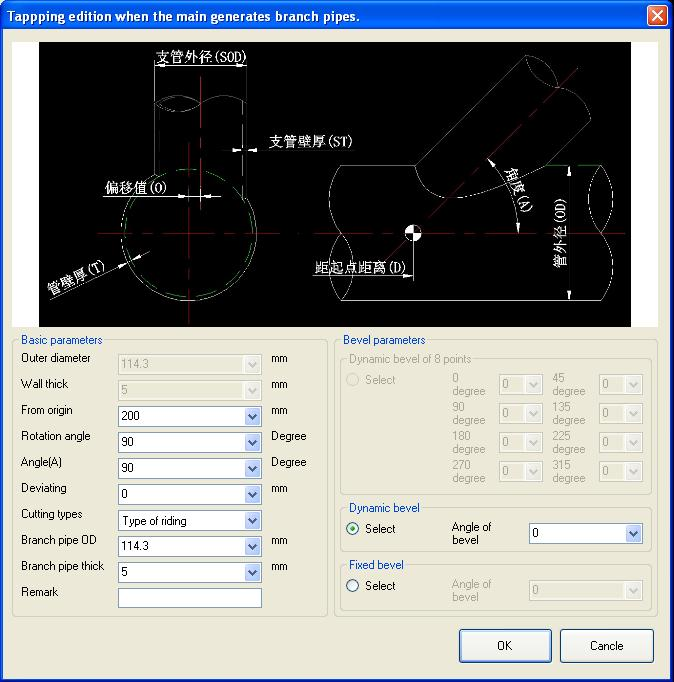 Tappping edition when the main generates branch pipes.
支管外径(SOD)
支管壁厚(ST)
偏移值(O)
角度(A)
管外径(OD)
距起点距离(D)
管壁厚(T)
Basic parameters
Outer diameter 114.3 mm
Wall thick 5 mm
From origin 200 mm
Rotation angle 90 Degree
Angle(A) 90 Degree
Deviating 0 mm
Cutting types Type of riding
Branch pipe OD 114.3 mm
Branch pipe thick 5 mm
Remark
Bevel parameters
Dynamic bevel of 8 points
Select
0 degree 0 45 degree 0
90 degree 0 135 degree 0
180 degree 0 225 degree 0
270 degree 0 315 degree 0
Dynamic bevel
Select Angle of bevel 0
Fixed bevel
Select Angle of bevel 0
OK Cancle